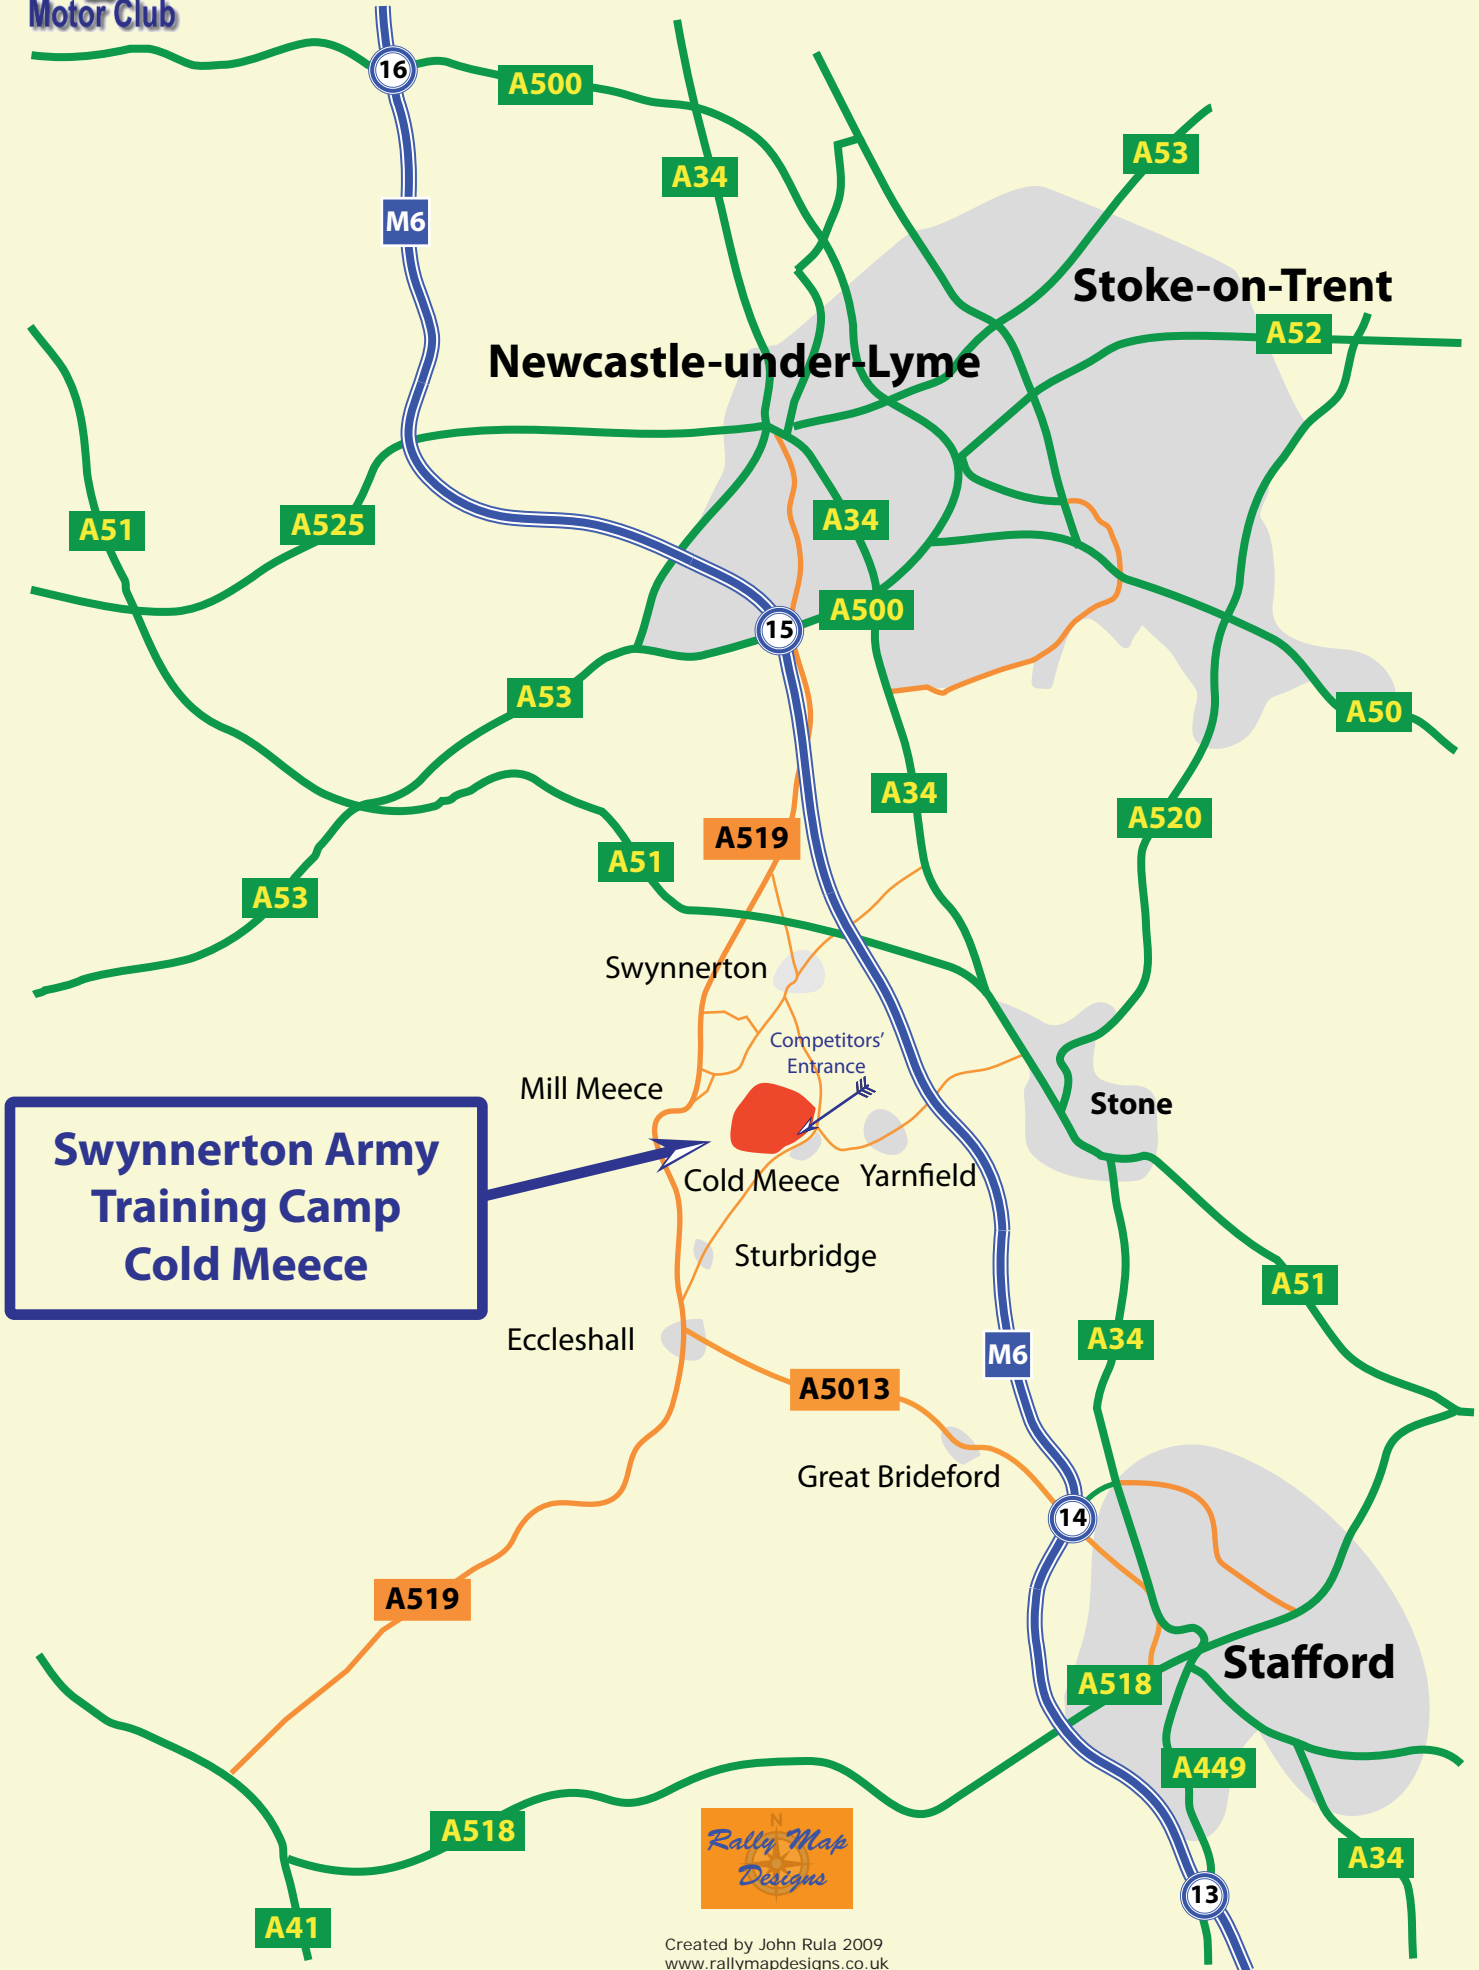 Motor Club
16
A500
A53
A34
M6
Stoke-on-Trent
A52
Newcastle-under-Lyme
A51
A525
A34
A500
15
A53
A50
A34
A520
A519
A51
A53
Swynnerton
Competitors'
Entrance
Mill Meece
Stone
Swynnerton Army
Training Camp
Cold Meece
Cold Meece
Yarnfield
Sturbridge
A51
Eccleshall
A34
M6
A5013
Great Brideford
14
A519
Stafford
A518
A449
A518
N
Rally Map
Designs
A34
13
A41
Created by John Rula 2009
www.rallymapdesigns.co.uk